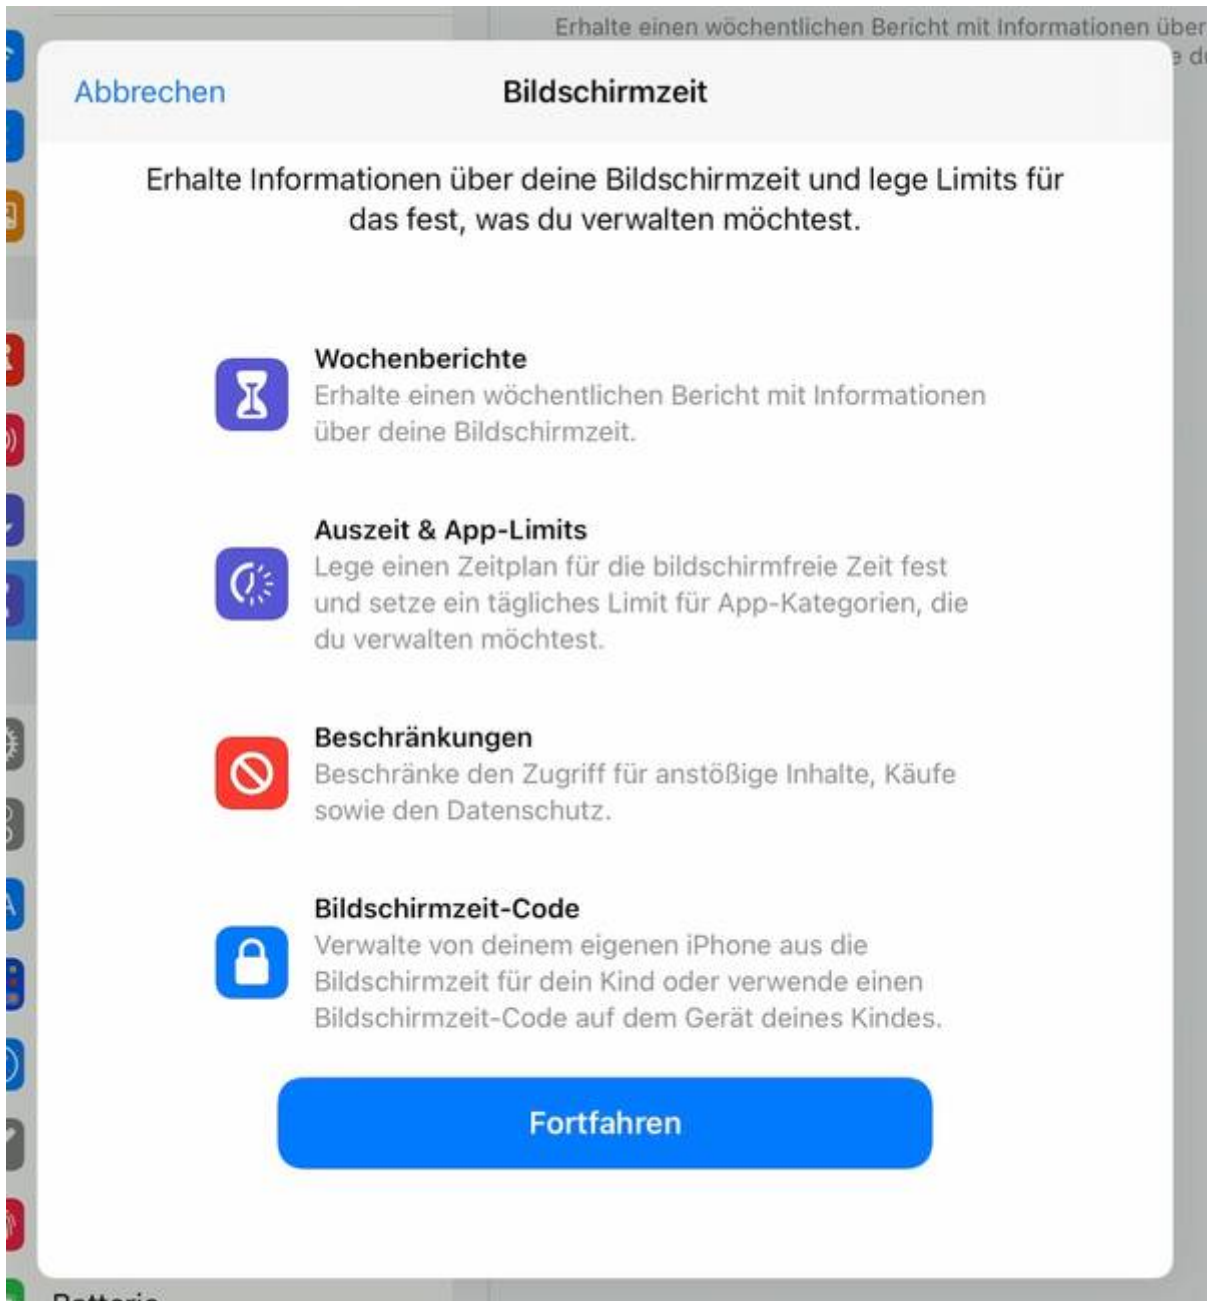 Erhalte einen wöchentlichen Bericht mit Informationen über
Abbrechen
Bildschirmzeit
Erhalte Informationen über deine Bildschirmzeit und lege Limits für
das fest, was du verwalten möchtest.
Wochenberichte
Erhalte einen wöchentlichen Bericht mit Informationen
über deine Bildschirmzeit.
Auszeit & App-Limits
Lege einen Zeitplan für die bildschirmfreie Zeit fest
und setze ein tägliches Limit für App-Kategorien, die
du verwalten möchtest.
Beschränkungen
Beschränke den Zugriff für anstößige Inhalte, Käufe
sowie den Datenschutz.
Bildschirmzeit-Code
Verwalte von deinem eigenen iPhone aus die
Bildschirmzeit für dein Kind oder verwende einen
Bildschirmzeit-Code auf dem Gerät deines Kindes.
Fortfahren